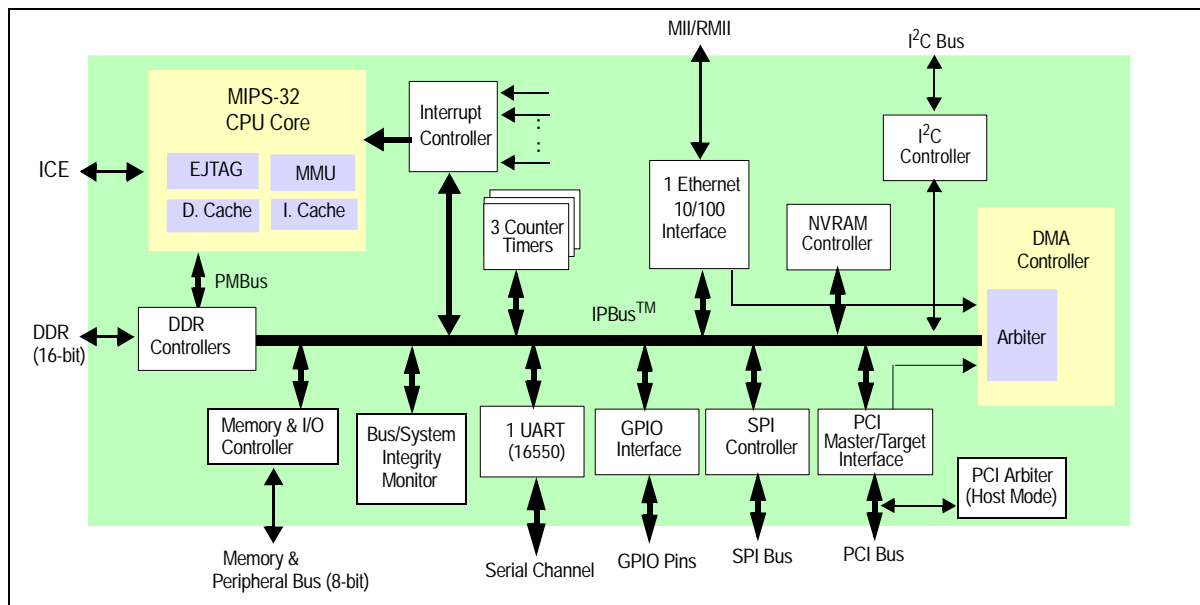 MII/RMII
I²C Bus
MIPS-32
CPU Core
EJTAG
MMU
D. Cache
I. Cache
Interrupt
Controller
ICE
3 Counter
Timers
1 Ethernet
10/100
Interface
I²C
Controller
NVRAM
Controller
DMA
Controller
Arbiter
PMBus
IPBus™
DDR
(16-bit)
DDR
Controllers
Memory & I/O
Controller
Bus/System
Integrity
Monitor
1 UART
(16550)
GPIO
Interface
SPI
Controller
PCI
Master/Target
Interface
PCI Arbiter
(Host Mode)
Memory &
Peripheral Bus (8-bit)
Serial Channel
GPIO Pins
SPI Bus
PCI Bus